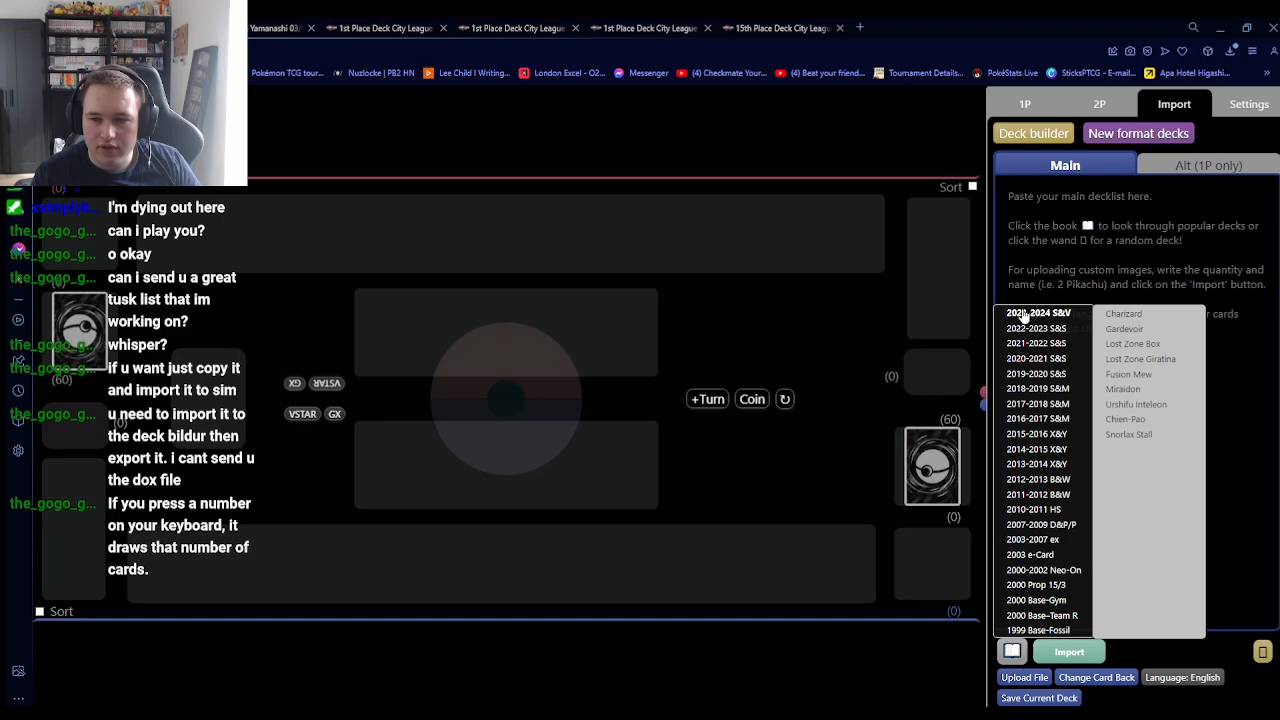 Yamanashi 03/
1st Place Deck City League
1st Place Deck City League
1st Place Deck City League
15th Place Deck City Leagu
Pokémon TCG tour...
Nuzlocke | PB2 HN
Lee Child I Writing...
London Excel - O2...
Messenger
(4) Checkmate Your...
(4) Beat your friend...
Tournament Details...
PokéStats Live
SticksPTCG - E-mail...
Apa Hotel Higashi...
1P
2P
Import
Settings
Deck builder
New format decks
Main
Alt (1P only)
Paste your main decklist here.
Click the book 📖 to look through popular decks or
click the wand for a random deck!
For uploading custom images, write the quantity and
name (i.e. 2 Pikachu) and click on the 'Import' button.
r cards
2023-2024 S&V
2022-2023 S&S
2021-2022 S&S
2020-2021 S&S
2019-2020 S&S
2018-2019 S&M
2017-2018 S&M
2016-2017 S&M
2015-2016 X&Y
2014-2015 X&Y
2013-2014 X&Y
2012-2013 B&W
2011-2012 B&W
2010-2011 HS
2007-2009 D&P/P
2003-2007 ex
2003 e-Card
2000-2002 Neo-On
2000 Prop 15/3
2000 Base-Gym
2000 Base-Team R
1999 Base-Fossil
Charizard
Gardevoir
Lost Zone Box
Lost Zone Giratina
Fusion Mew
Miraidon
Urshifu Inteleon
Chien-Pao
Snorlax Stall
Import
Upload File
Change Card Back
Language: English
Save Current Deck
Sort
(0)
(60)
(0)
+Turn
Coin
↻
GX
VSTAR
VSTAR
GX
(0)
(0)
(60)
(0)
Sort
(0)
I'm dying out here
the_gogo_g... can i play you?
the_gogo_g... o okay
the_gogo_g... can i send u a great
tusk list that im
working on?
the_gogo_g... whisper?
the_gogo_g... if u want just copy it
and import it to sim
the_gogo_g... u need to import it to
the deck bildur then
export it. i cant send u
the dox file
the_gogo_g... If you press a number
on your keyboard, it
draws that number of
cards.